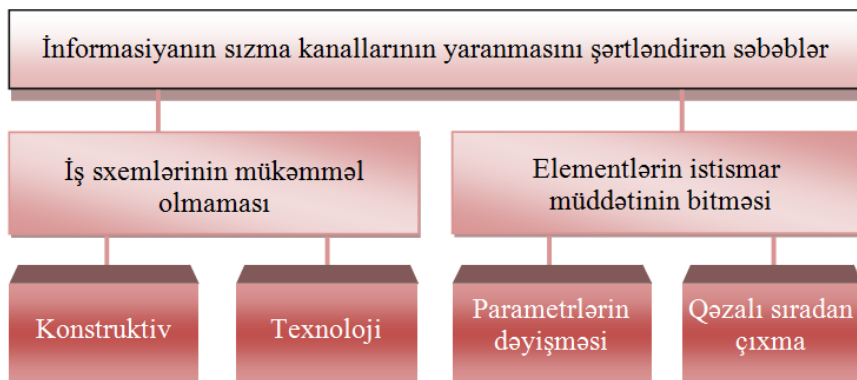 İnformasiyanın sızma kanallarının yaranmasını şərtləndirən səbəblər
İş sxemlərinin mükəmməl
olmaması
Elementlərin istismar
müddətinin bitməsi
Konstruktiv
Texnoloji
Parametrlərin
dəyişməsi
Qəzalı sıradan
çıxma